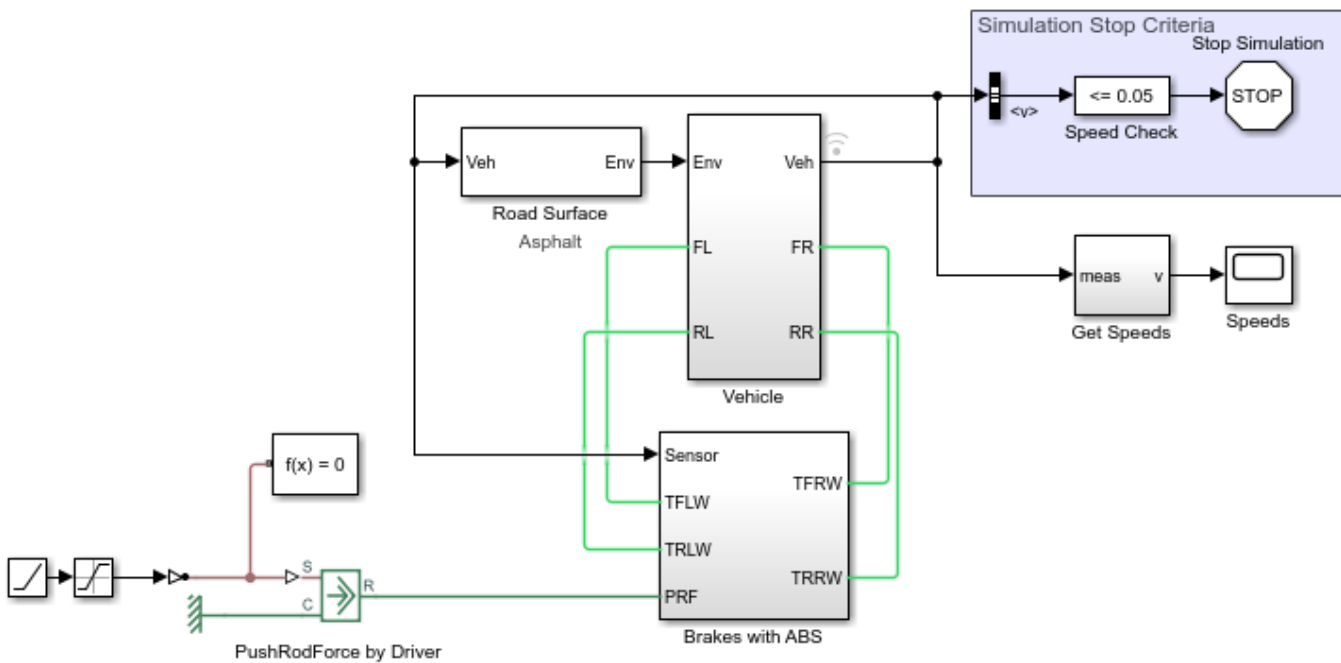 Simulation Stop Criteria
Stop Simulation
<v>
<= 0.05
STOP
Speed Check
Veh
Env
Road Surface
Asphalt
Env
Veh
FL
FR
RL
RR
Vehicle
meas
v
Get Speeds
Speeds
Sensor
TFLW
TFRW
TRLW
TRRW
PRF
Brakes with ABS
f(x) = 0
S
R
C
PushRodForce by Driver